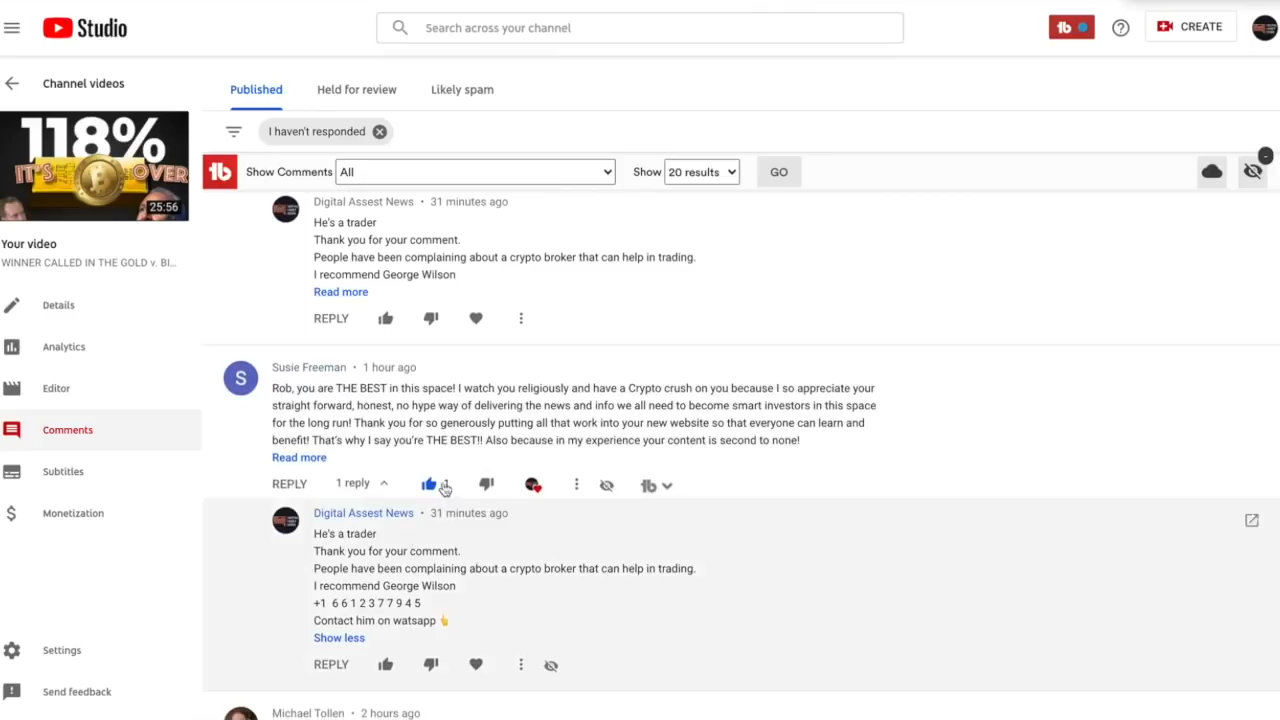 Studio
Search across your channel
CREATE
Channel videos
118%
IT'S OVER
25:56
Your video
WINNER CALLED IN THE GOLD v. BI...
Details
Analytics
Editor
Comments
Subtitles
Monetization
Settings
Send feedback
Published
Held for review
Likely spam
I haven't responded
Show Comments
All
Show
20 results
GO
Digital Assest News • 31 minutes ago
He's a trader
Thank you for your comment.
People have been complaining about a crypto broker that can help in trading.
I recommend George Wilson
Read more
REPLY
S
Susie Freeman • 1 hour ago
Rob, you are THE BEST in this space! I watch you religiously and have a Crypto crush on you because I so appreciate your
straight forward, honest, no hype way of delivering the news and info we all need to become smart investors in this space
for the long run! Thank you for so generously putting all that work into your new website so that everyone can learn and
benefit! That's why I say you're THE BEST!! Also because in my experience your content is second to none!
Read more
REPLY
1 reply
Digital Assest News • 31 minutes ago
He's a trader
Thank you for your comment.
People have been complaining about a crypto broker that can help in trading.
I recommend George Wilson
+1 6 6 1 2 3 7 7 9 4 5
Contact him on watsapp 👆
Show less
REPLY
Michael Tollen • 2 hours ago